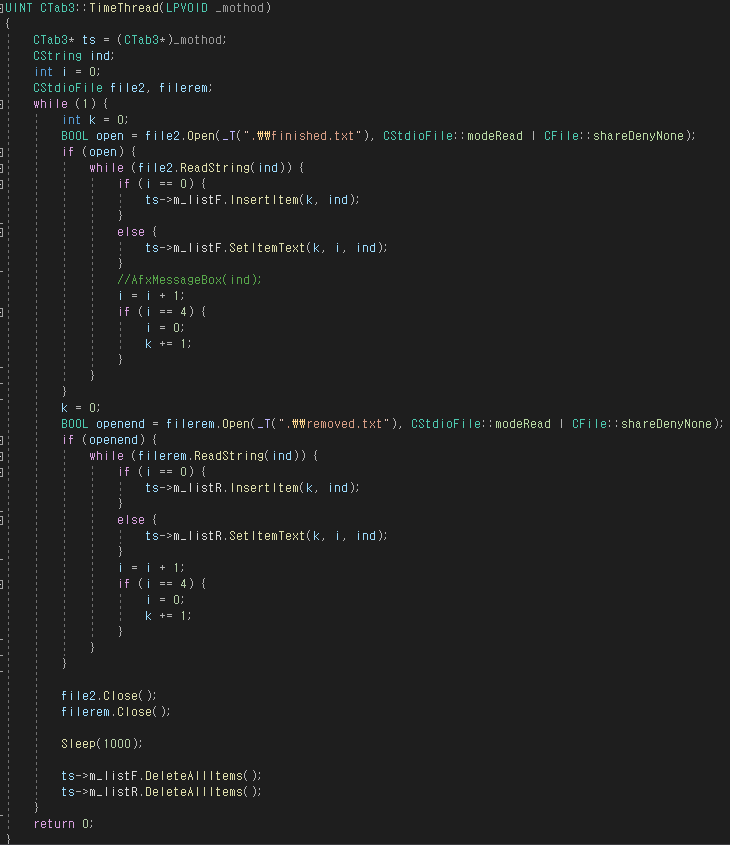 UINT CTab3::TimeThread(LPVOID _mothod)
{
    CTab3* ts = (CTab3*)_mothod;
    CString ind;
    int i = 0;
    CStdioFile file2, filerem;
    while (1) {
        int k = 0;
        BOOL open = file2.Open(_T(".₩₩finished.txt"), CStdioFile::modeRead | CFile::shareDenyNone);
        if (open) {
            while (file2.ReadString(ind)) {
                if (i == 0) {
                    ts->m_listF.InsertItem(k, ind);
                }
                else {
                    ts->m_listF.SetItemText(k, i, ind);
                }
                //AfxMessageBox(ind);
                i = i + 1;
                if (i == 4) {
                    i = 0;
                    k += 1;
                }
            }
        }
        k = 0;
        BOOL openend = filerem.Open(_T(".₩₩removed.txt"), CStdioFile::modeRead | CFile::shareDenyNone);
        if (openend) {
            while (filerem.ReadString(ind)) {
                if (i == 0) {
                    ts->m_listR.InsertItem(k, ind);
                }
                else {
                    ts->m_listR.SetItemText(k, i, ind);
                }
                i = i + 1;
                if (i == 4) {
                    i = 0;
                    k += 1;
                }
            }
        }

        file2.Close();
        filerem.Close();

        Sleep(1000);

        ts->m_listF.DeleteAllItems();
        ts->m_listR.DeleteAllItems();
    }
    return 0;
}